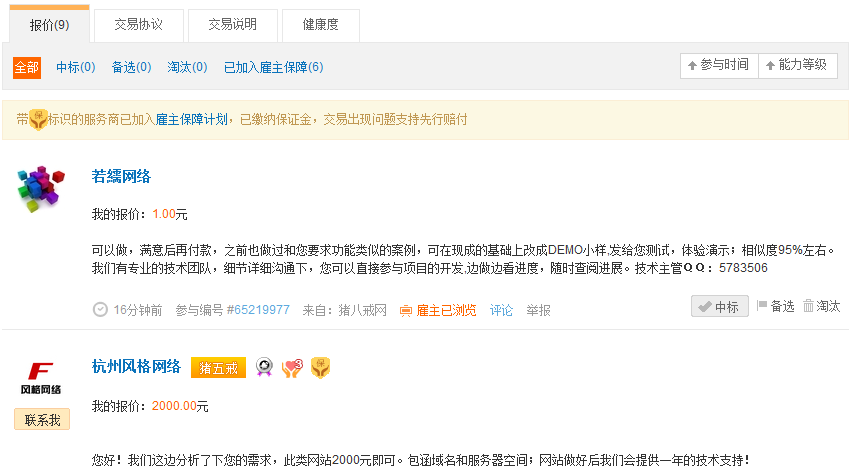 报价(9) 交易协议 交易说明 健康度
全部 中标(0) 备选(0) 淘汰(0) 已加入雇主保障(6) 参与时间 能力等级
带保标识的服务商已加入雇主保障计划，已缴纳保证金，交易出现问题支持先行赔付
若繻网络
我的报价：1.00元
可以做，满意后再付款，之前也做过和您要求功能类似的案例，可在现成的基础上改成DEMO小样,发给您测试，体验演示；相似度95%左右。
我们有专业的技术团队，细节详细沟通下，您可以直接参与项目的开发,边做边看进度，随时查阅进展。技术主管ＱＱ：5783506
16分钟前 参与编号 #65219977 来自：猪八戒网 雇主已浏览 评论 举报 中标 备选 淘汰
杭州风格网络 猪五戒 3 保
F
风格网络
我的报价：2000.00元
联系我
您好！我们这边分析了下您的需求，此类网站2000元即可。包涵域名和服务器空间；网站做好后我们会提供一年的技术支持！